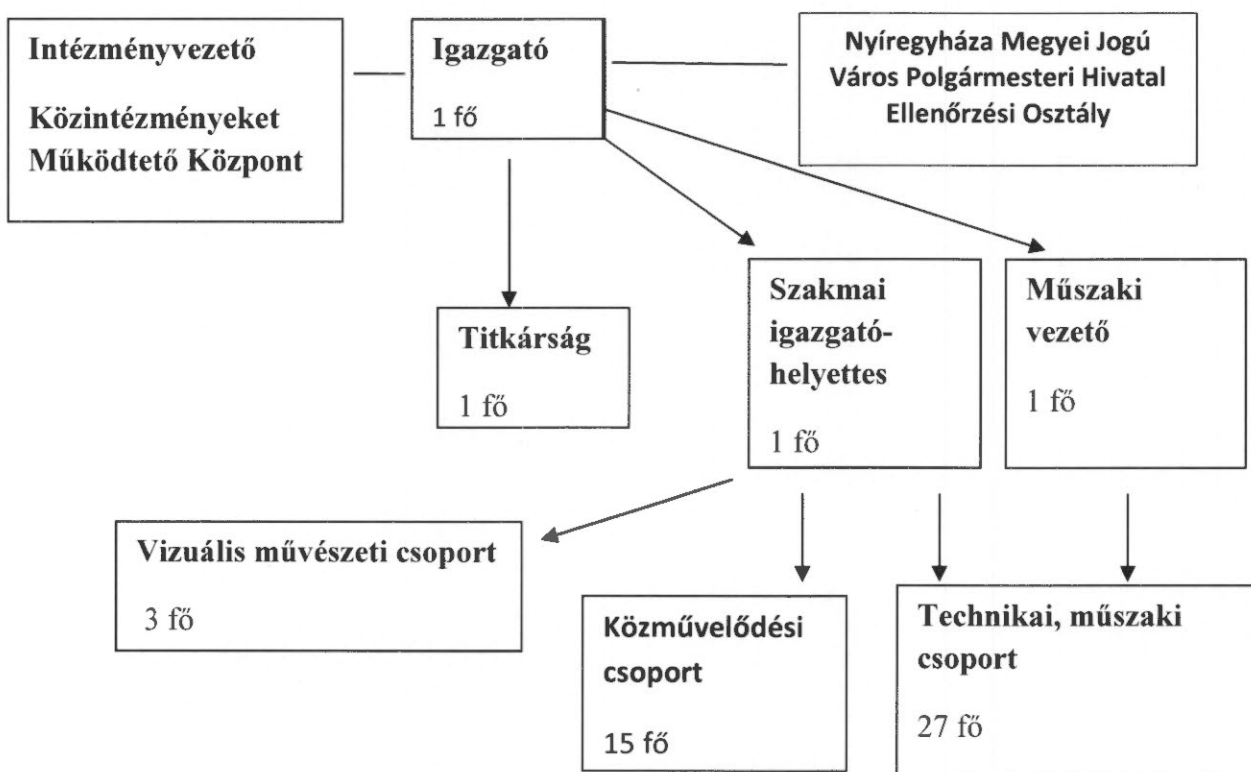 Intézményvezető
Közintézményeket
Működtető Központ
Igazgató
1 fő
Nyíregyháza Megyei Jogú
Város Polgármesteri Hivatal
Ellenőrzési Osztály
Titkárság
1 fő
Szakmai
igazgató-
helyettes
1 fő
Műszaki
vezető
1 fő
Vizuális művészeti csoport
3 fő
Közművelődési
csoport
15 fő
Technikai, műszaki
csoport
27 fő